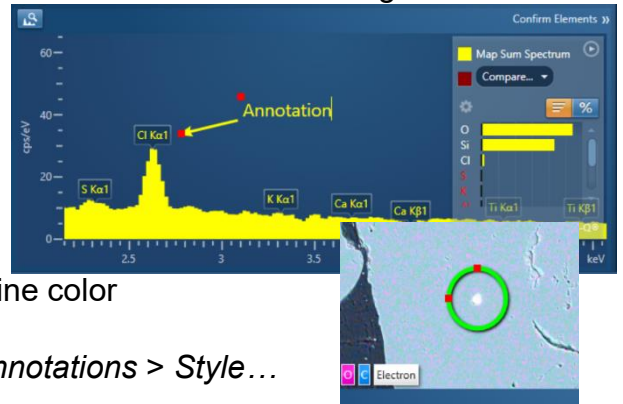 Confirm Elements »
60
Map Sum Spectrum
Compare...
Annotation
cps/eV
40
%
Cl Kα1
O
Si
Cl
S
20
S Kα1
K Kα1
Ca Kα1
Ca Kβ1
Ti Kα1
Ti Kβ1
0
2.5
3
3.5
keV
ine color
nnotations > Style…
O
C
Electron